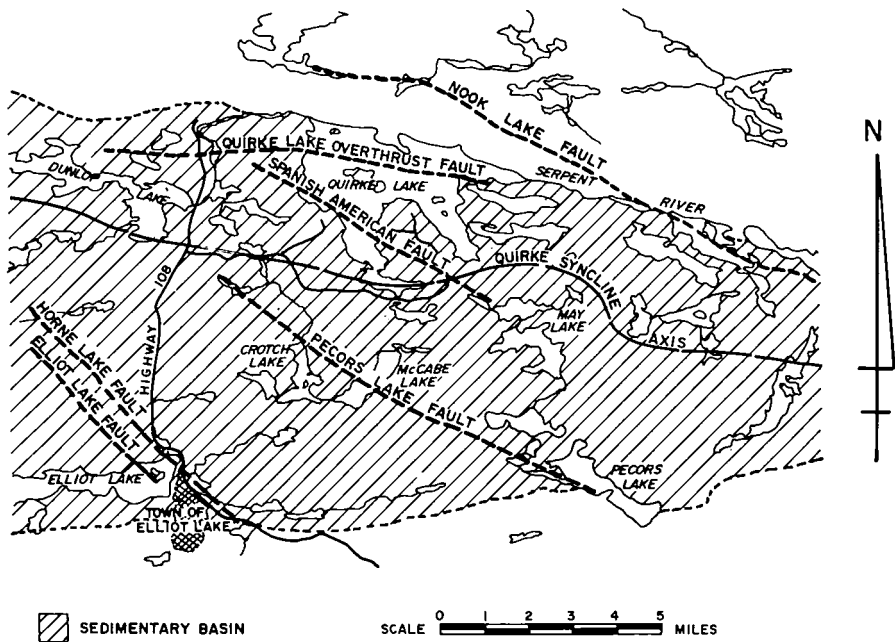 NOOK LAKE FAULT
N
QUIRKE LAKE OVERTHRUST FAULT
SERPENT RIVER
DUNLOP LAKE
QUIRKE LAKE
SPANISH AMERICAN FAULT
QUIRKE SYNCLINE AXIS
HIGHWAY 108
HORNE LAKE FAULT
ELLIOT LAKE FAULT
CROTCH LAKE
PECORS LAKE FAULT
McCABE LAKE
MAY LAKE
PECORS LAKE
ELLIOT LAKE
TOWN OF
ELLIOT LAKE
SEDIMENTARY BASIN
SCALE 0 1 2 3 4 5 MILES